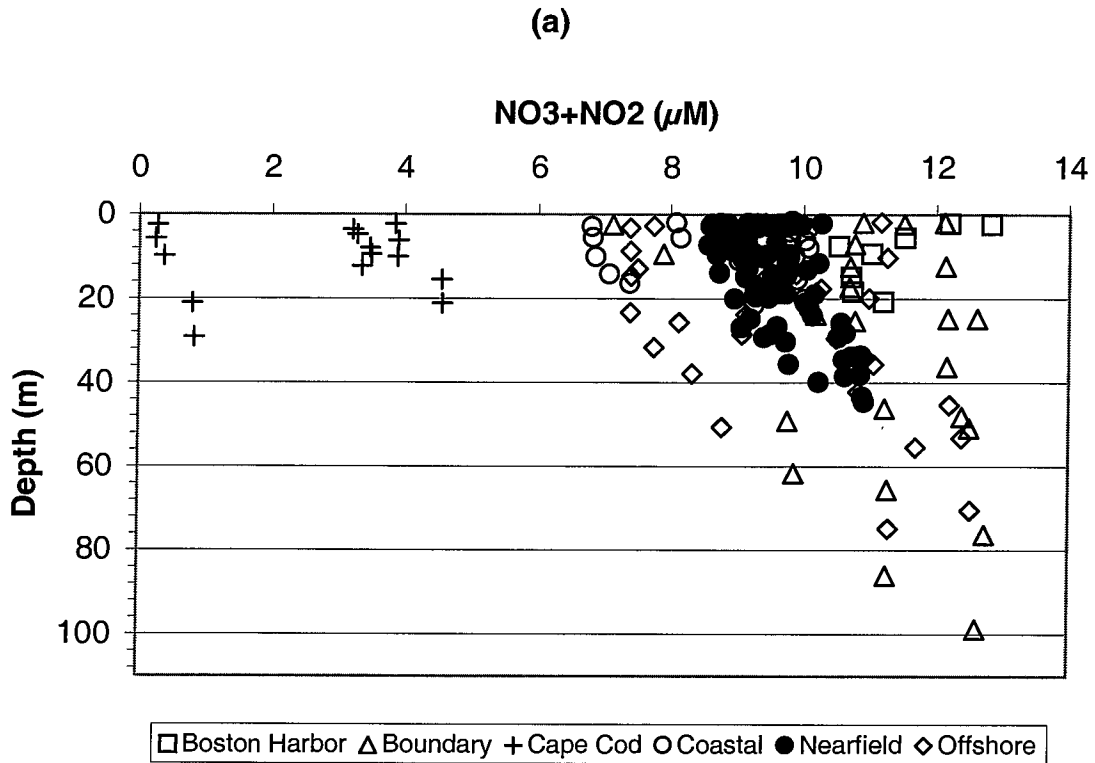 (a)
NO3+NO2 (µM)
0 2 4 6 8 10 12 14
0
20
40
60
80
100
Depth (m)
Boston Harbor Boundary Cape Cod Coastal Nearfield Offshore